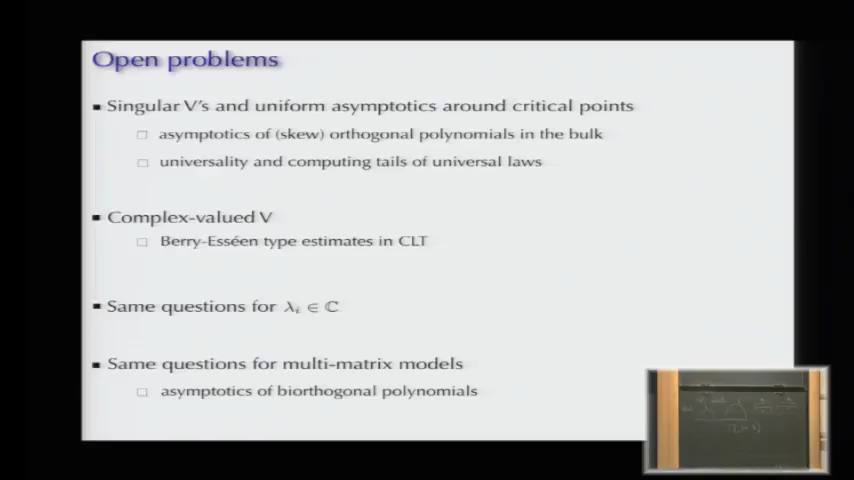 Open problems
Singular V's and uniform asymptotics around critical points
asymptotics of (skew) orthogonal polynomials in the bulk
universality and computing tails of universal laws
Complex-valued V
Berry-Esséen type estimates in CLT
Same questions for λᵢ ∈ ℂ
Same questions for multi-matrix models
asymptotics of biorthogonal polynomials